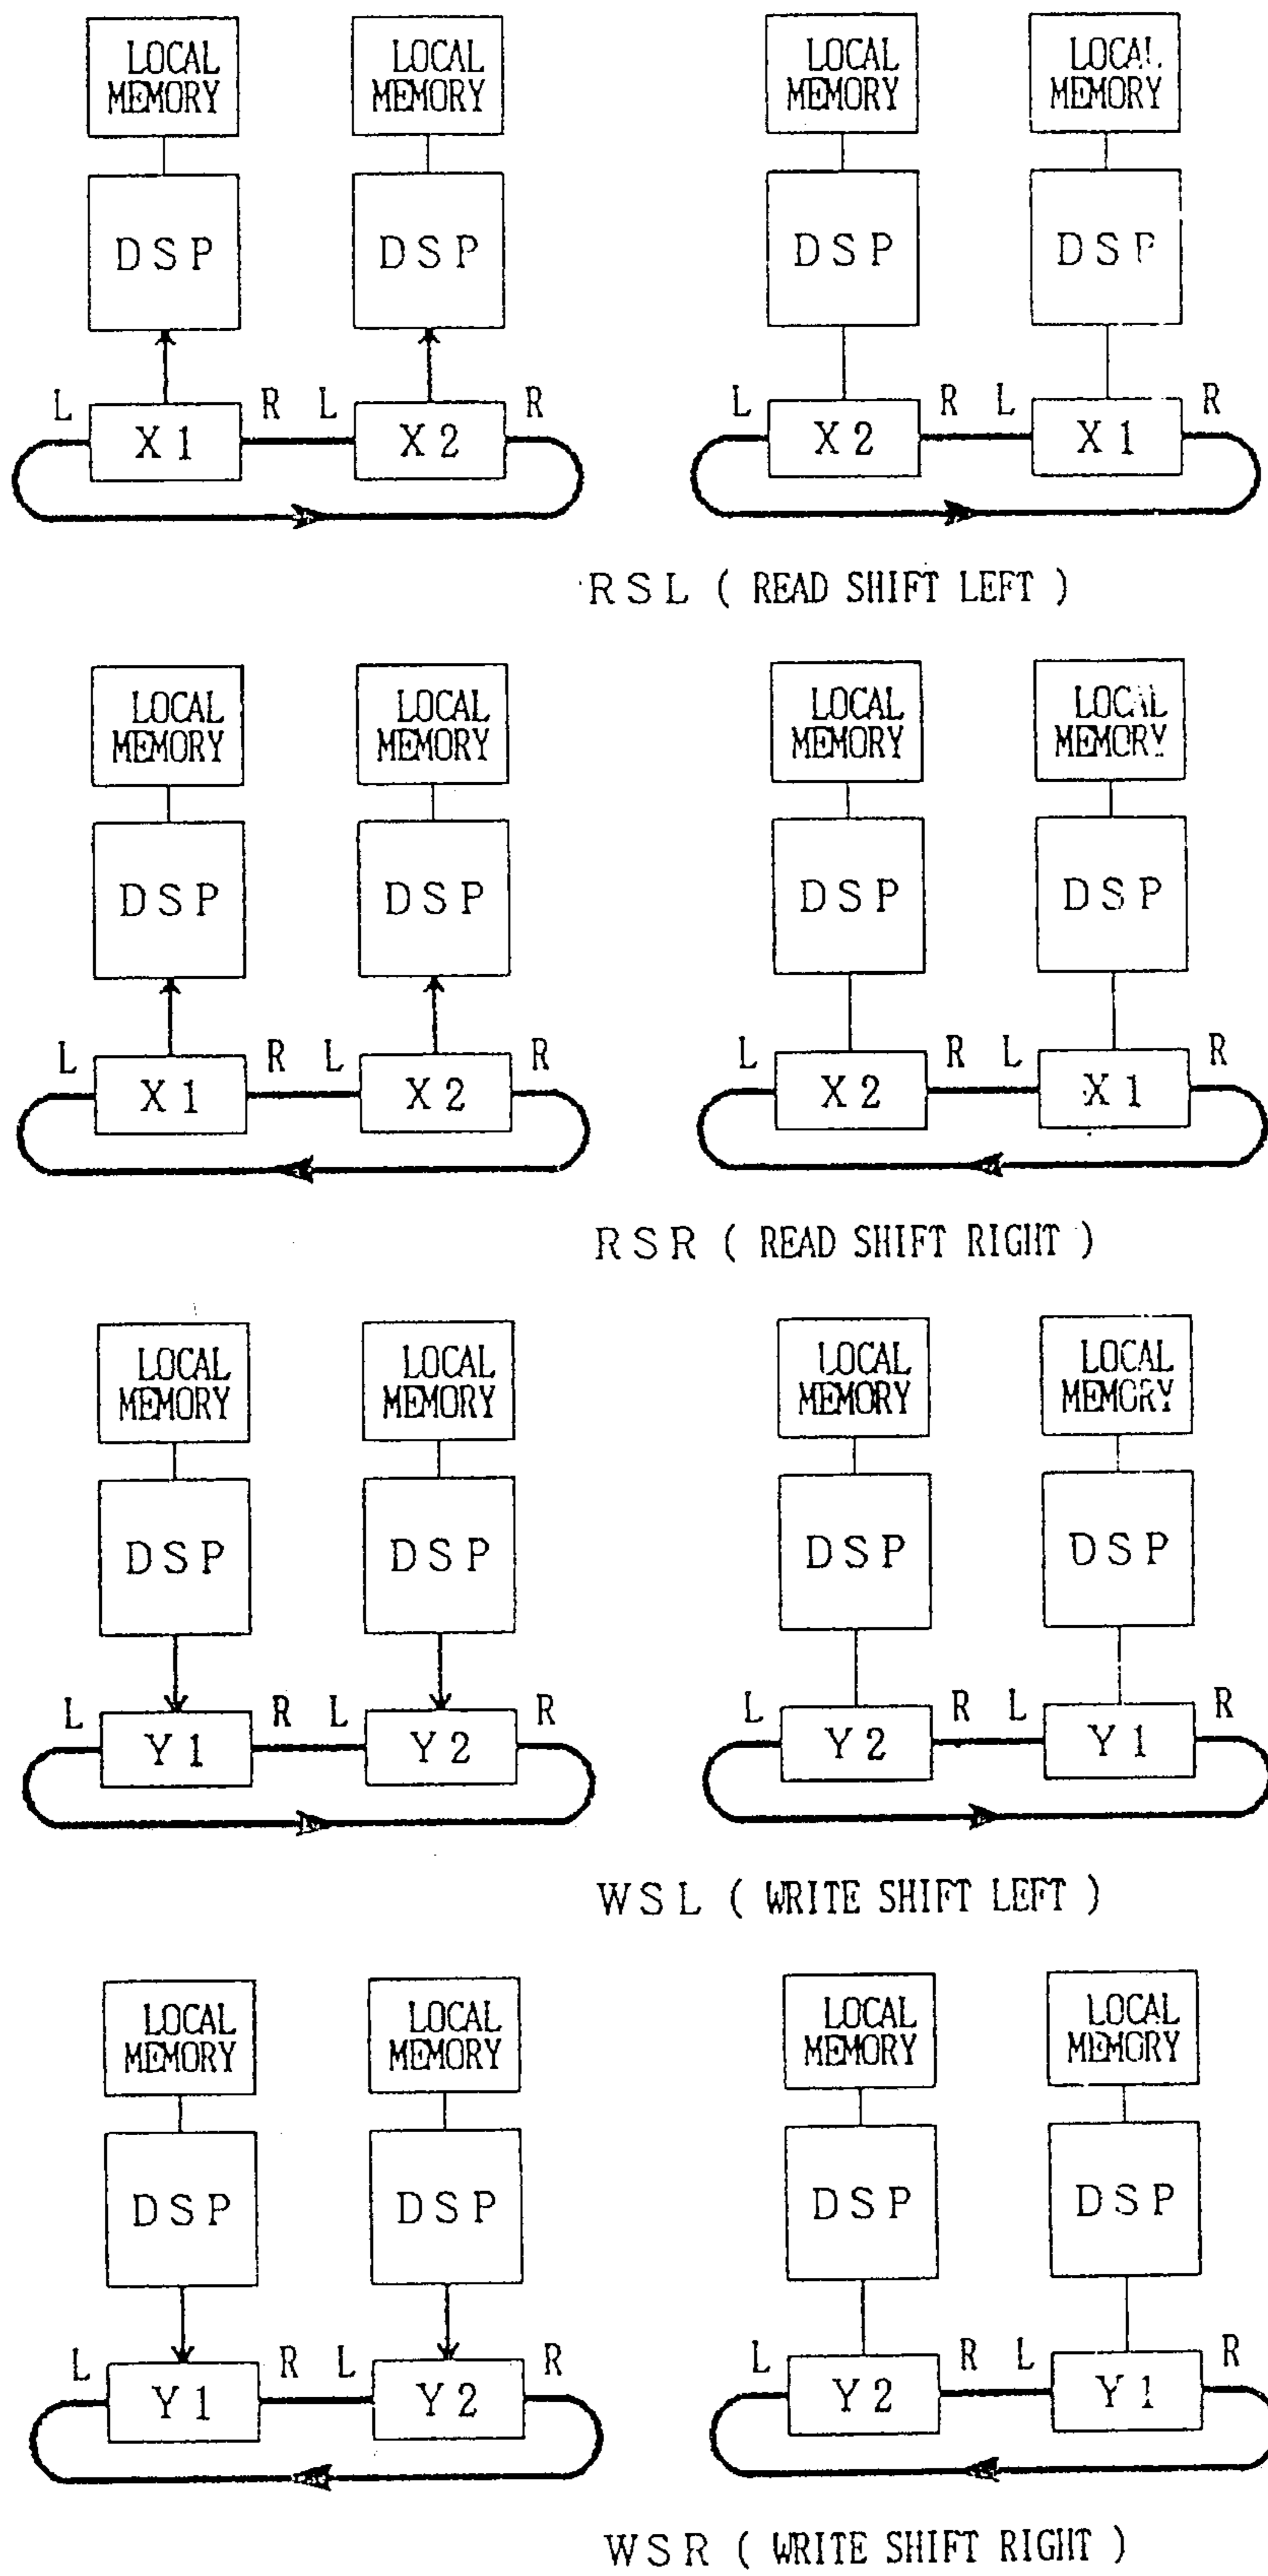 LOCAL MEMORY LOCAL MEMORY LOCAL MEMORY LOCAL MEMORY
DSP DSP DSP DSP
L R L R L R L R
X1 X2 X2 X1
RSL ( READ SHIFT LEFT )
LOCAL MEMORY LOCAL MEMORY LOCAL MEMORY LOCAL MEMORY
DSP DSP DSP DSP
L R L R L R L R
X1 X2 X2 X1
RSR ( READ SHIFT RIGHT )
LOCAL MEMORY LOCAL MEMORY LOCAL MEMORY LOCAL MEMORY
DSP DSP DSP DSP
L R L R L R L R
Y1 Y2 Y2 Y1
WSL ( WRITE SHIFT LEFT )
LOCAL MEMORY LOCAL MEMORY LOCAL MEMORY LOCAL MEMORY
DSP DSP DSP DSP
L R L R L R L R
Y1 Y2 Y2 Y1
WSR ( WRITE SHIFT RIGHT )